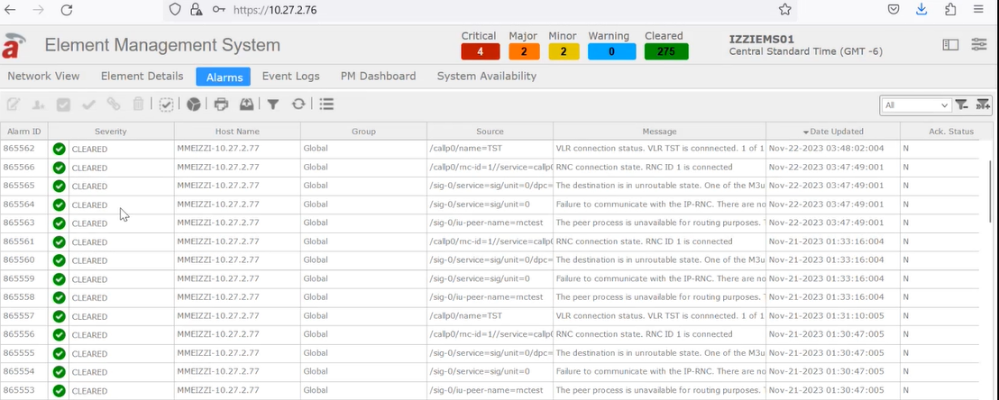 https://10.27.2.76
Element Management System
Critical Major Minor Warning Cleared
4 2 2 0 275
IZZIEMS01
Central Standard Time (GMT -6)
Network View Element Details Alarms Event Logs PM Dashboard System Availability
All
Alarm ID Severity Host Name Group Source Message Date Updated Ack. Status
865562 CLEARED MMEIZZI-10.27.2.77 Global /callp0/name=TST VLR connection status. VLR TST is connnected. 1 of 1 Nov-22-2023 03:48:02:004 N
865566 CLEARED MMEIZZI-10.27.2.77 Global /callp0/mc-id=1//service=callp( RNC connection state. RNC ID 1 is connected Nov-22-2023 03:47:49:001 N
865565 CLEARED MMEIZZI-10.27.2.77 Global /sig-0/service=sig/unit=0/dpc= The destination is in unroutable state. One of the M3u Nov-22-2023 03:47:49:001 N
865564 CLEARED MMEIZZI-10.27.2.77 Global /sig-0/service=sig/unit=0 Failure to communicate with the IP-RNC. There are no Nov-22-2023 03:47:49:001 N
865563 CLEARED MMEIZZI-10.27.2.77 Global /sig-0/iu-peer-name=mctest The peer process is unavailable for routing purposes. Nov-22-2023 03:47:49:001 N
865561 CLEARED MMEIZZI-10.27.2.77 Global /callp0/mc-id=1//service=callp( RNC connection state. RNC ID 1 is connected Nov-21-2023 01:33:16:004 N
865560 CLEARED MMEIZZI-10.27.2.77 Global /sig-0/service=sig/unit=0/dpc= The destination is in unroutable state. One of the M3u Nov-21-2023 01:33:16:004 N
865559 CLEARED MMEIZZI-10.27.2.77 Global /sig-0/service=sig/unit=0 Failure to communicate with the IP-RNC. There are no Nov-21-2023 01:33:16:004 N
865558 CLEARED MMEIZZI-10.27.2.77 Global /sig-0/iu-peer-name=mctest The peer process is unavailable for routing purposes. Nov-21-2023 01:33:16:004 N
865557 CLEARED MMEIZZI-10.27.2.77 Global /callp0/name=TST VLR connection status. VLR TST is connnected. 1 of 1 Nov-21-2023 01:31:10:005 N
865556 CLEARED MMEIZZI-10.27.2.77 Global /callp0/mc-id=1//service=callp( RNC connection state. RNC ID 1 is connected Nov-21-2023 01:30:47:005 N
865555 CLEARED MMEIZZI-10.27.2.77 Global /sig-0/service=sig/unit=0/dpc= The destination is in unroutable state. One of the M3u Nov-21-2023 01:30:47:005 N
865554 CLEARED MMEIZZI-10.27.2.77 Global /sig-0/service=sig/unit=0 Failure to communicate with the IP-RNC. There are no Nov-21-2023 01:30:47:005 N
865553 CLEARED MMEIZZI-10.27.2.77 Global /sig-0/iu-peer-name=mctest The peer process is unavailable for routing purposes. Nov-21-2023 01:30:47:005 N